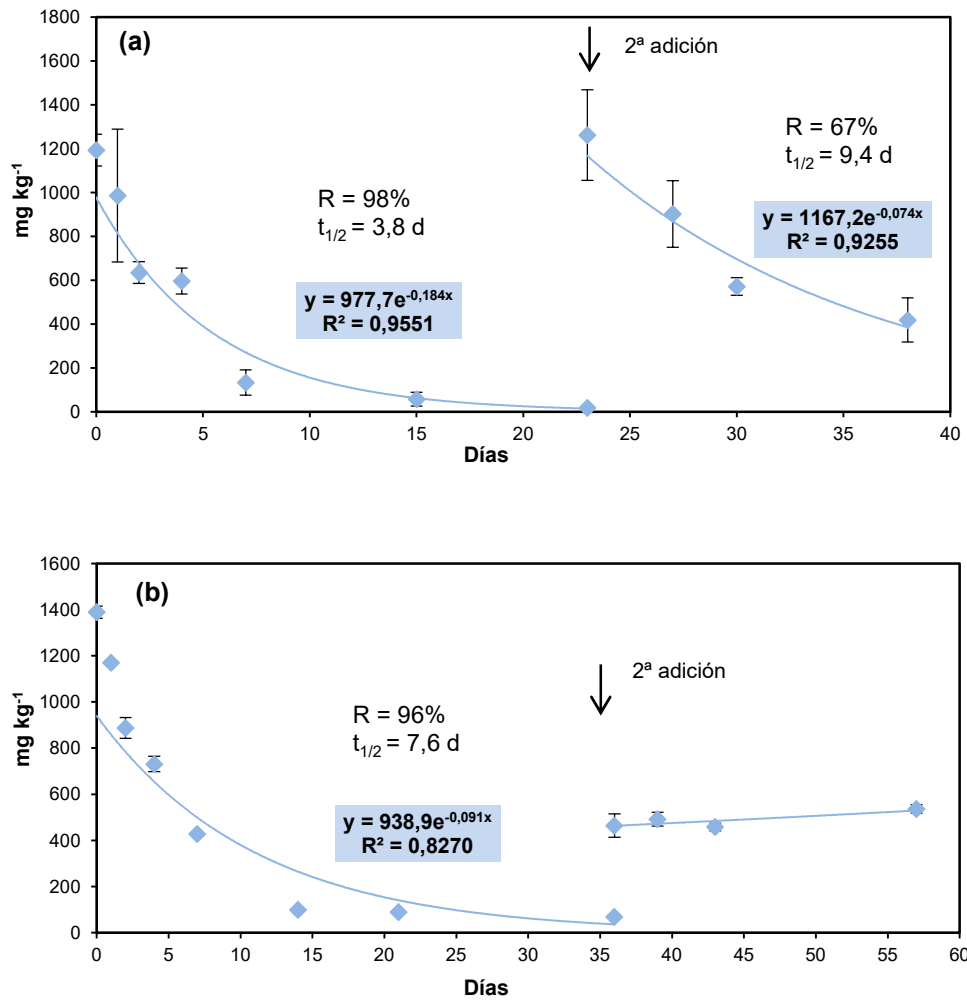 (a)
2ª adición
R = 98%
t1/2 = 3,8 d
y = 977,7e-0,184x
R² = 0,9551
R = 67%
t1/2 = 9,4 d
y = 1167,2e-0,074x
R² = 0,9255
mg kg-1
1800
1600
1400
1200
1000
800
600
400
200
0
0 5 10 15 20 25 30 35 40
Días
(b)
2ª adición
R = 96%
t1/2 = 7,6 d
y = 938,9e-0,091x
R² = 0,8270
mg kg-1
1600
1400
1200
1000
800
600
400
200
0
0 5 10 15 20 25 30 35 40 45 50 55 60
Días